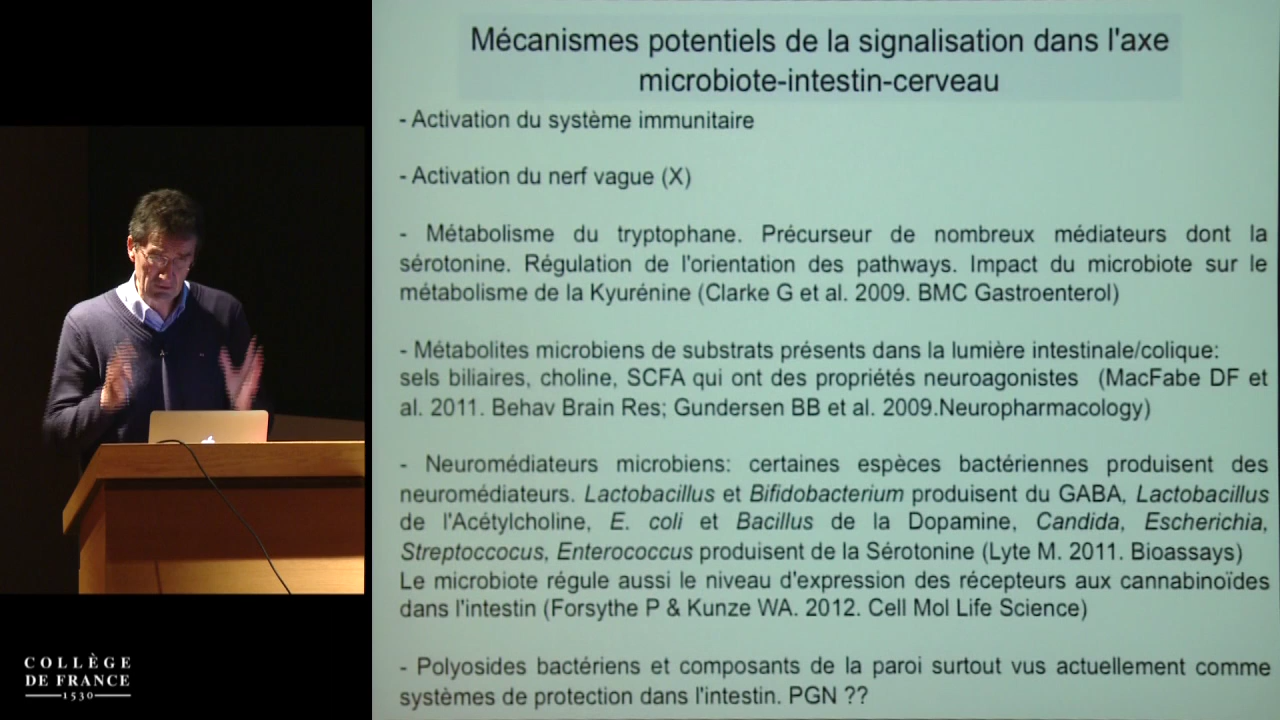 Mécanismes potentiels de la signalisation dans l'axe
microbiote-intestin-cerveau
- Activation du système immunitaire
- Activation du nerf vague (X)
- Métabolisme du tryptophane. Précurseur de nombreux médiateurs dont la
sérotonine. Régulation de l'orientation des pathways. Impact du microbiote sur le
métabolisme de la Kyurénine (Clarke G et al. 2009. BMC Gastroenterol)
- Métabolites microbiens de substrats présents dans la lumière intestinale/colique:
sels biliaires, choline, SCFA qui ont des propriétés neuroagonistes (MacFabe DF et
al. 2011. Behav Brain Res; Gundersen BB et al. 2009.Neuropharmacology)
- Neuromédiateurs microbiens: certaines espèces bactériennes produisent des
neuromédiateurs. Lactobacillus et Bifidobacterium produisent du GABA, Lactobacillus
de l'Acétylcholine, E. coli et Bacillus de la Dopamine, Candida, Escherichia,
Streptoccocus, Enterococcus produisent de la Sérotonine (Lyte M. 2011. Bioassays)
Le microbiote régule aussi le niveau d'expression des récepteurs aux cannabinoïdes
dans l'intestin (Forsythe P & Kunze WA. 2012. Cell Mol Life Science)
- Polyosides bactériens et composants de la paroi surtout vus actuellement comme
systèmes de protection dans l'intestin. PGN ??
COLLÈGE
DE FRANCE
1530